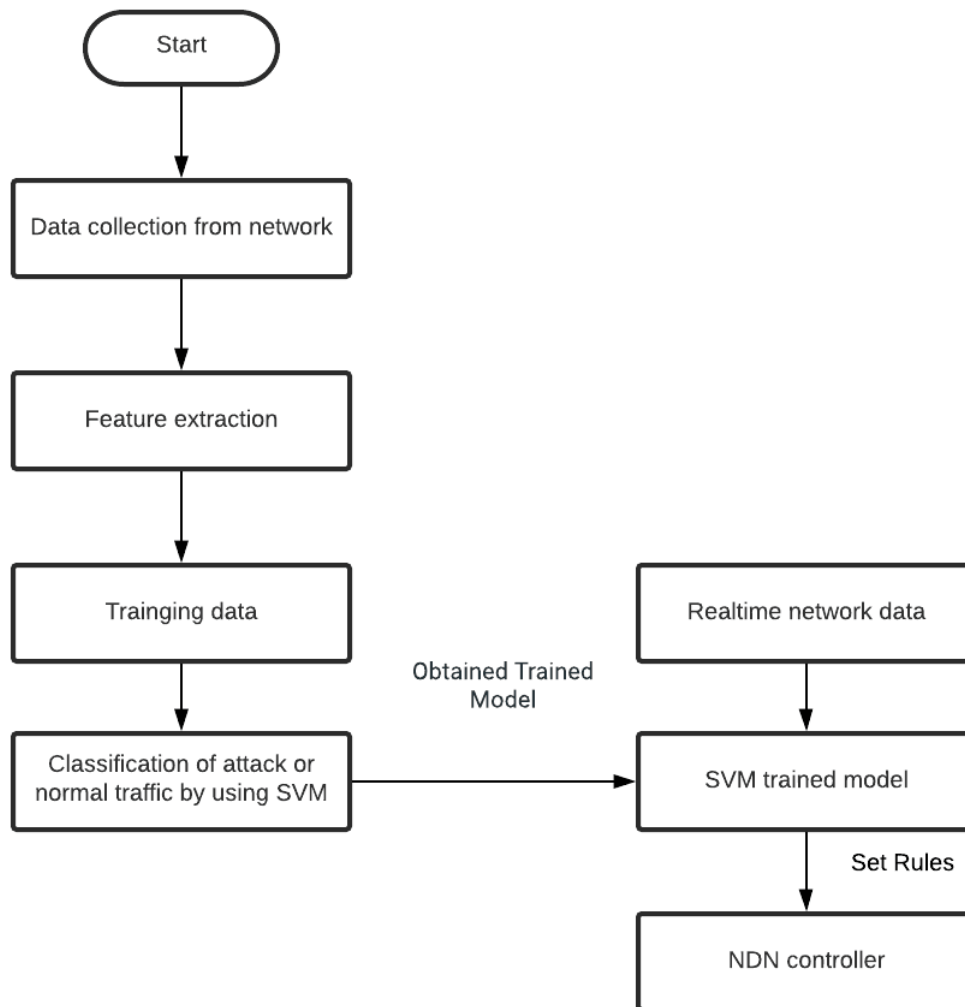 Start
Data collection from network
Feature extraction
Trainging data
Realtime network data
Obtained Trained
Model
Classification of attack or
normal traffic by using SVM
SVM trained model
Set Rules
NDN controller